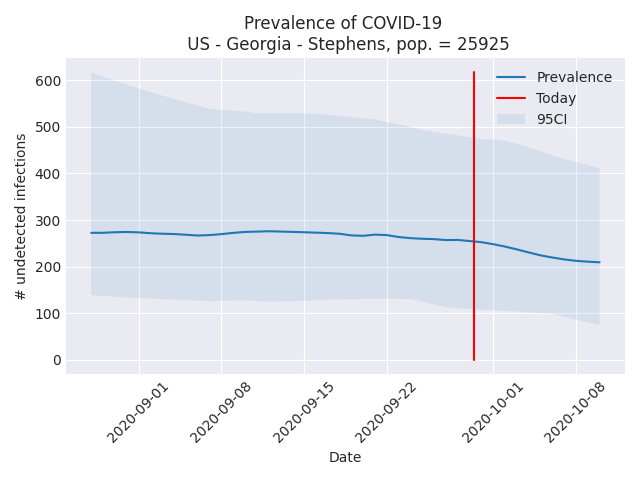 Prevalence of COVID-19
US - Georgia - Stephens, pop. = 25925
# undetected infections
600
500
400
300
200
100
0
Prevalence
Today
95CI
2020-09-01
2020-09-08
2020-09-15
2020-09-22
2020-10-01
2020-10-08
Date